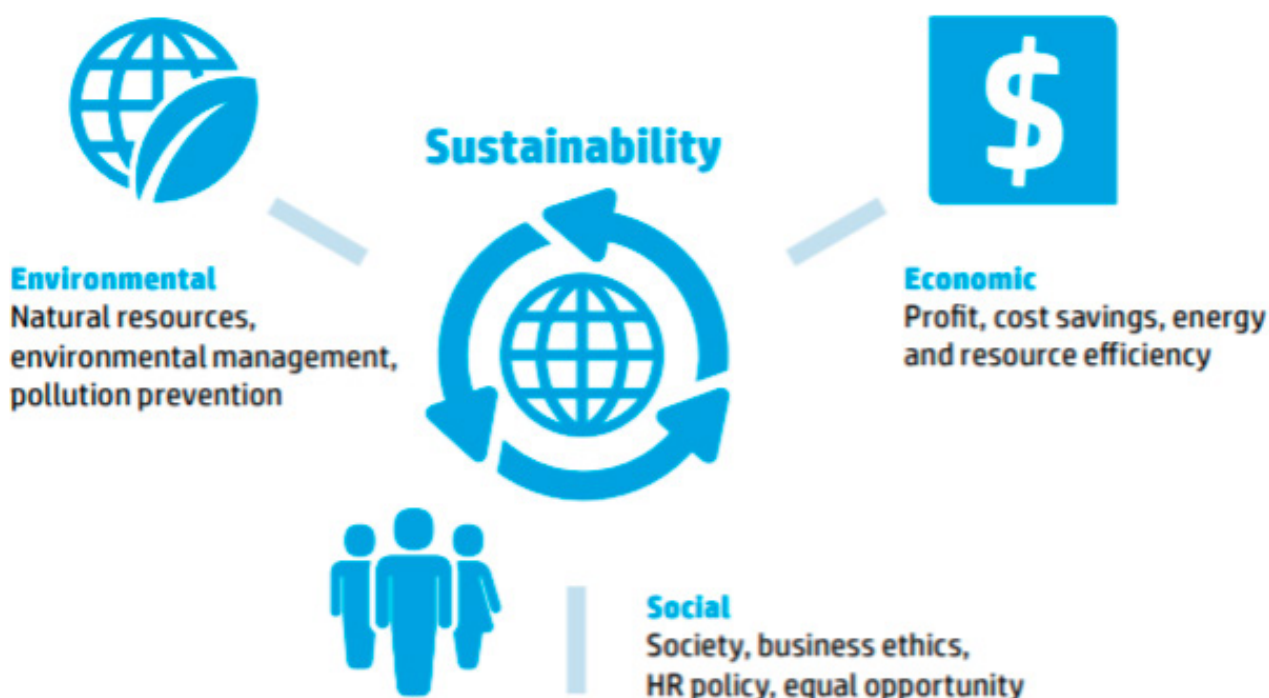 $
Sustainability
Environmental
Natural resources,
environmental management,
pollution prevention
Economic
Profit, cost savings, energy
and resource efficiency
Social
Society, business ethics,
HR policy, equal opportunity